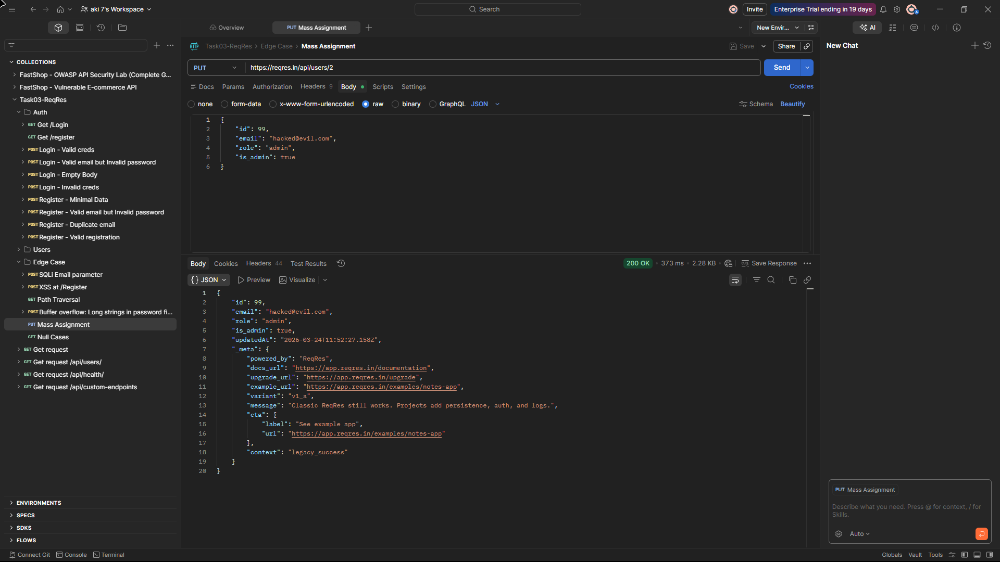 aki 7's Workspace
Search
Invite
Enterprise Trial ending in 19 days
Overview
PUT Mass Assignment
New Envir...
AI
COLLECTIONS
FastShop - OWASP API Security Lab (Complete G...
FastShop - Vulnerable E-commerce API
Task03-ReqRes
Auth
GET Get /Login
GET Get /register
POST Login - Valid creds
POST Login - Valid email but Invalid password
POST Login - Empty Body
POST Login - Invalid creds
POST Register - Minimal Data
POST Register - Valid email but Invalid password
POST Register - Duplicate email
POST Register - Valid registration
Users
Edge Case
POST SQLi Email parameter
POST XSS at /Register
GET Path Traversal
POST Buffer overflow: Long strings in password fi...
PUT Mass Assignment
GET Null Cases
GET Get request
GET Get request /api/users/
GET Get request /api/health/
GET Get request /api/custom-endpoints
ENVIRONMENTS
SPECS
SDKS
FLOWS
HTTP Task03-ReqRes > Edge Case > Mass Assignment
Save
Share
PUT
https://reqres.in/api/users/2
Send
Docs Params Authorization Headers 9 Body Scripts Settings
Cookies
none form-data x-www-form-urlencoded raw binary GraphQL JSON
Schema Beautify
1 {
2 "id": 99,
3 "email": "hacked@evil.com",
4 "role": "admin",
5 "is_admin": true
6 }
Body Cookies Headers 44 Test Results
200 OK • 373 ms • 2.28 KB
e.g. Save Response
{} JSON Preview Visualize
1 {
2 "id": 99,
3 "email": "hacked@evil.com",
4 "role": "admin",
5 "is_admin": true,
6 "updatedAt": "2026-03-24T11:52:27.158Z",
7 "_meta": {
8 "powered_by": "ReqRes",
9 "docs_url": "https://app.reqres.in/documentation",
10 "upgrade_url": "https://app.reqres.in/upgrade",
11 "example_url": "https://app.reqres.in/examples/notes-app",
12 "variant": "v1_a",
13 "message": "Classic ReqRes still works. Projects add persistence, auth, and logs.",
14 "cta": {
15 "label": "See example app",
16 "url": "https://app.reqres.in/examples/notes-app"
17 },
18 "context": "legacy_success"
19 }
20 }
New Chat
PUT Mass Assignment
Describe what you need. Press @ for context, / for
Skills.
Auto
Connect Git
Console
Terminal
Globals
Vault
Tools